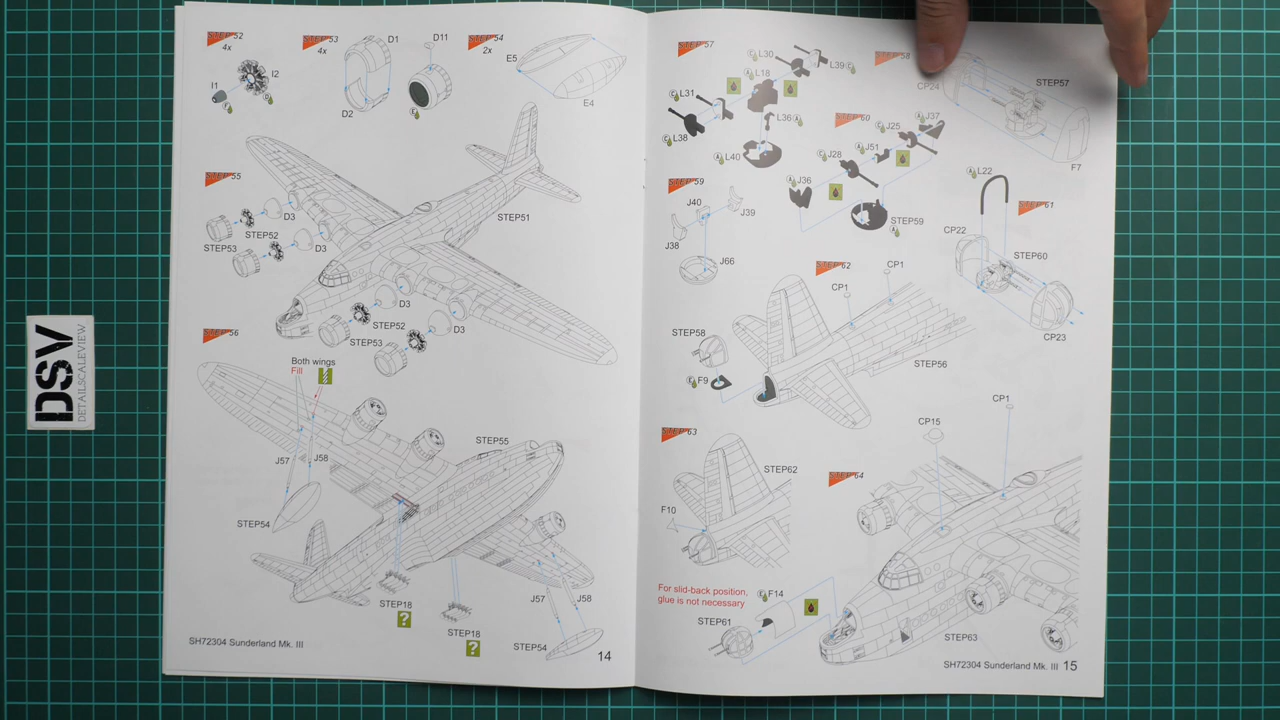 DSV
DETAILSCALEVIEW
STEP 52
4x
I1
I2
STEP 53
4x
D1
D2
D11
STEP 54
2x
E5
E4
STEP 55
STEP51
D3
STEP52
STEP53
D3
D3
STEP52
STEP53
D3
STEP 56
Both wings
Fill
J57
J58
STEP55
STEP54
STEP18
?
STEP18
?
J57
J58
STEP54
SH72304 Sunderland Mk. III
14
STEP 57
L30
L39
L18
L31
L38
L36
L40
STEP 58
CP24
STEP57
F7
STEP 59
J40
J39
J38
J66
STEP 60
J25
J37
J51
J28
J36
STEP59
STEP 61
L22
CP22
STEP60
CP23
STEP 62
CP1
CP1
STEP58
F9
STEP56
STEP 63
STEP62
F10
STEP 64
CP15
CP1
For slid-back position,
glue is not necessary
F14
STEP61
STEP63
SH72304 Sunderland Mk. III 15